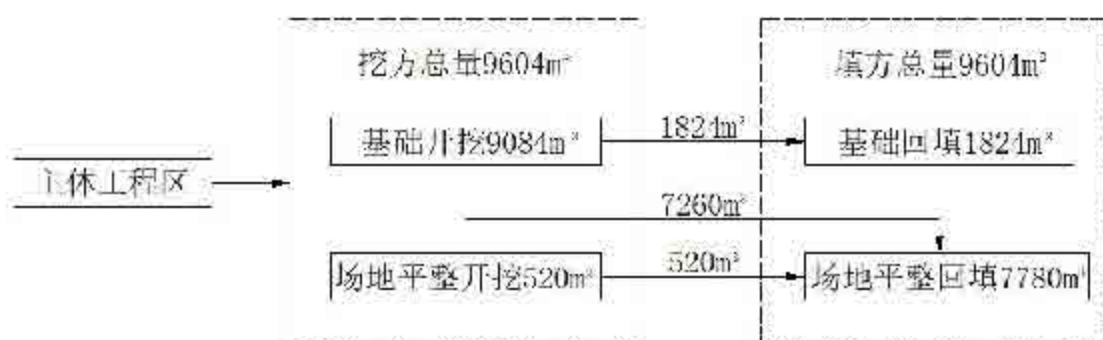 挖方总量9604m³
填方总量9604m³
基础开挖9084m³
1824m³
基础回填1824m³
主体工程区
7260m³
场地平整开挖520m³
520m³
场地平整回填7780m³